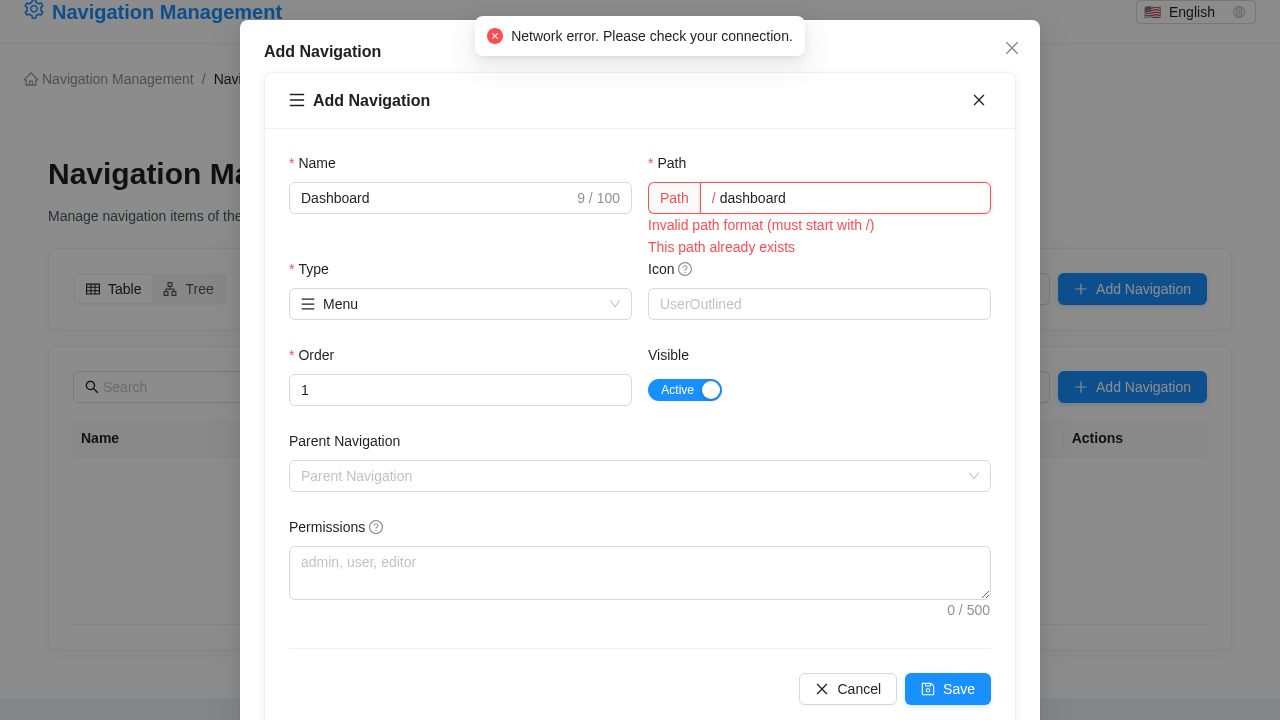 Navigation Management
English
Network error. Please check your connection.
Add Navigation
Navigation Management / Navi
Add Navigation
Navigation Ma
Manage navigation items of the
* Name
Dashboard
9 / 100
* Path
Path
/ dashboard
Invalid path format (must start with /)
This path already exists
Table
Tree
Add Navigation
* Type
Menu
Icon
UserOutlined
* Order
1
Visible
Active
Search
Add Navigation
Name
Actions
Parent Navigation
Parent Navigation
Permissions
admin, user, editor
0 / 500
Cancel
Save